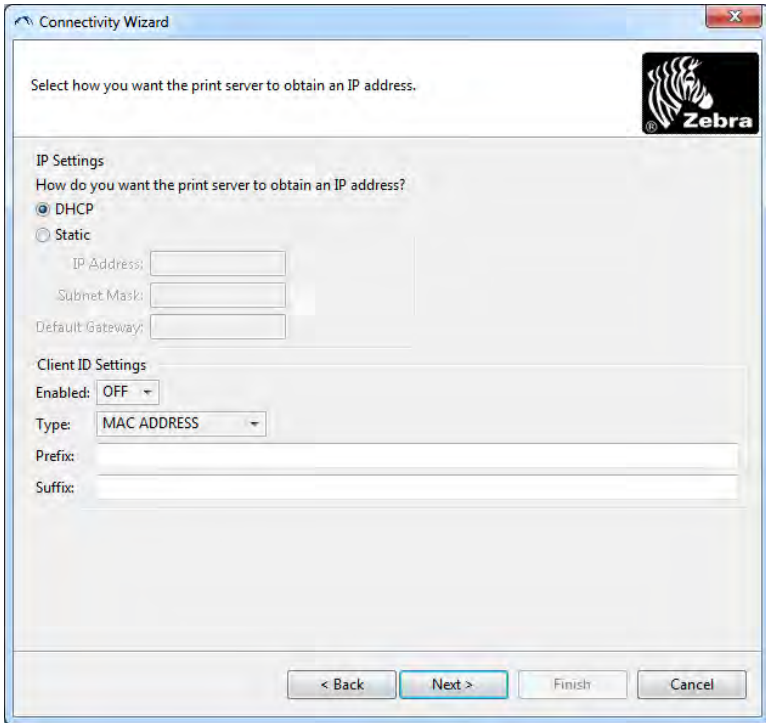 Connectivity Wizard
Select how you want the print server to obtain an IP address.
® Zebra
IP Settings
How do you want the print server to obtain an IP address?
DHCP
Static
IP Address:
Subnet Mask:
Default Gateway:
Client ID Settings
Enabled: OFF
Type: MAC ADDRESS
Prefix:
Suffix:
< Back Next > Finish Cancel